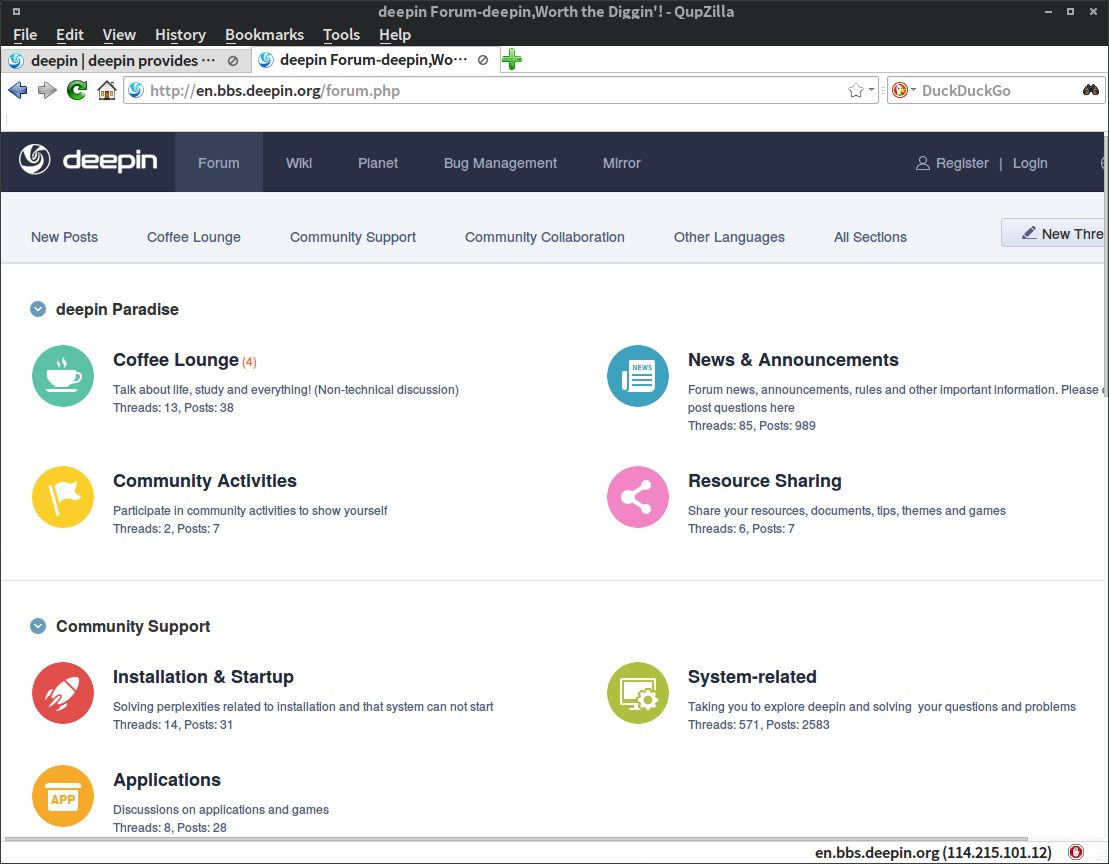 deepin Forum-deepin,Worth the Diggin'! - QupZilla
File Edit View History Bookmarks Tools Help
deepin | deepin provides ···
deepin Forum-deepin,Wo···
http://en.bbs.deepin.org/forum.php
DuckDuckGo
deepin
Forum
Wiki
Planet
Bug Management
Mirror
Register | Login
New Posts
Coffee Lounge
Community Support
Community Collaboration
Other Languages
All Sections
New Thre
deepin Paradise
Coffee Lounge (4)
Talk about life, study and everything! (Non-technical discussion)
Threads: 13, Posts: 38
NEWS
News & Announcements
Forum news, announcements, rules and other important information. Please
post questions here
Threads: 85, Posts: 989
Community Activities
Participate in community activities to show yourself
Threads: 2, Posts: 7
Resource Sharing
Share your resources, documents, tips, themes and games
Threads: 6, Posts: 7
Community Support
Installation & Startup
Solving perplexities related to installation and that system can not start
Threads: 14, Posts: 31
System-related
Taking you to explore deepin and solving your questions and problems
Threads: 571, Posts: 2583
APP
Applications
Discussions on applications and games
Threads: 8, Posts: 28
en.bbs.deepin.org (114.215.101.12)